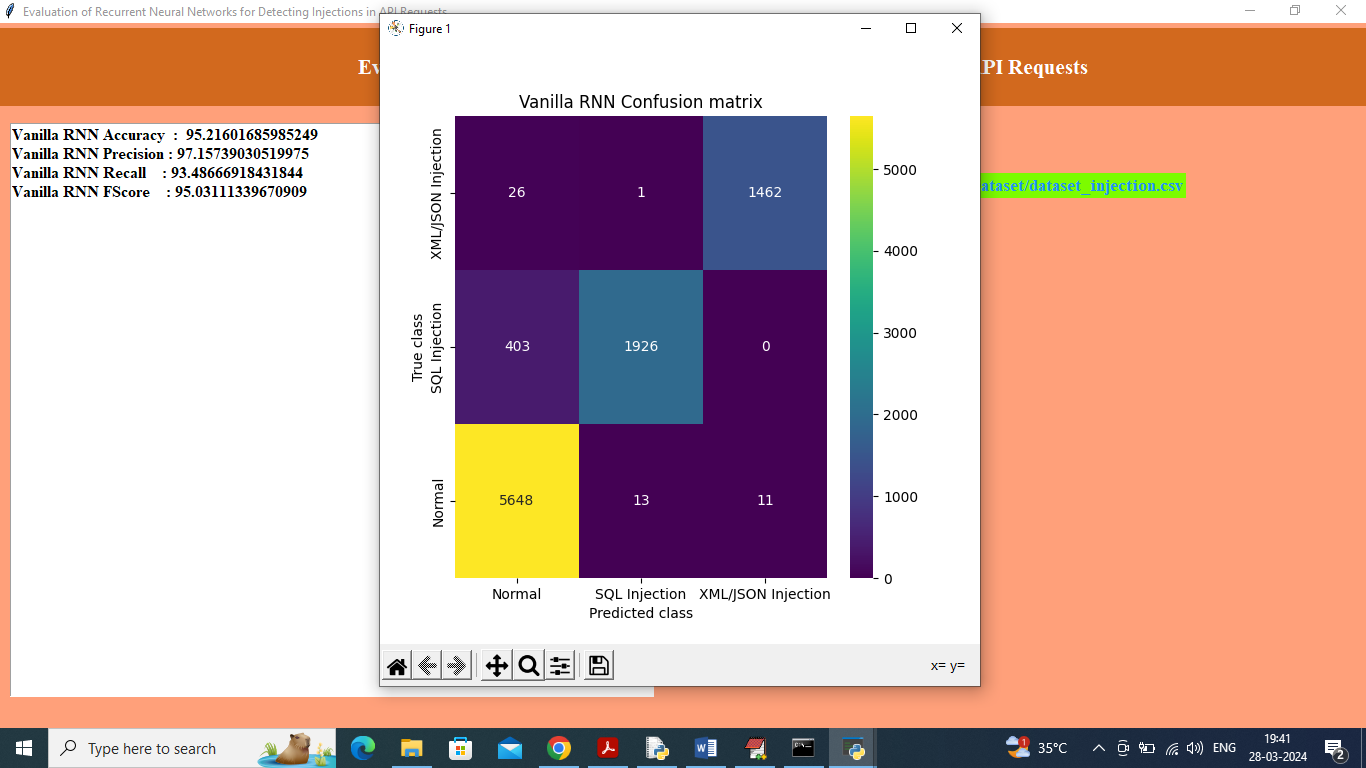 Evaluation of Recurrent Neural Networks for Detecting Injections in API Requests
Figure 1
PI Requests
Vanilla RNN Accuracy : 95.21601685985249
Vanilla RNN Precision : 97.15739030519975
Vanilla RNN Recall : 93.48666918431844
Vanilla RNN FScore : 95.03111339670909
ataset/dataset_injection.csv
Vanilla RNN Confusion matrix
XML/JSON Injection
26 1 1462
True class
SQL Injection
403 1926 0
Normal
5648 13 11
Normal SQL Injection XML/JSON Injection
Predicted class
5000
4000
3000
2000
1000
0
x= y=
Type here to search
35°C
ENG
19:41
28-03-2024
2